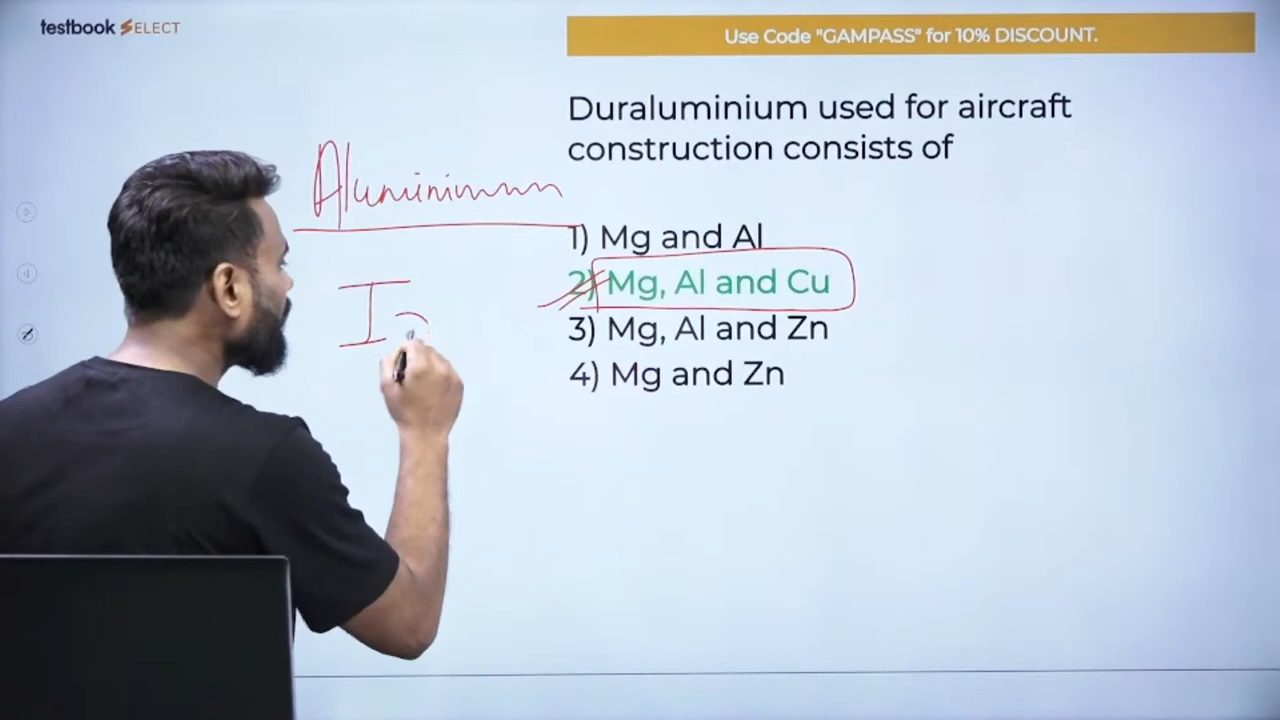 testbook SELECT
Use Code "GAMPASS" for 10% DISCOUNT.
Duraluminium used for aircraft
construction consists of
Aluminimum
1) Mg and Al
2) Mg, Al and Cu
3) Mg, Al and Zn
4) Mg and Zn
I